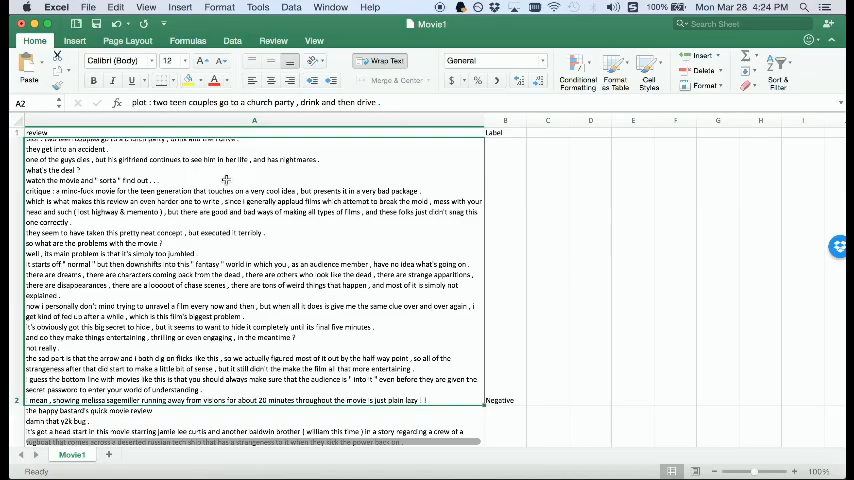 Excel File Edit View Insert Format Tools Data Window Help 100% Mon Mar 28 4:24 PM
Movie1
Search Sheet
Home Insert Page Layout Formulas Data Review View
Paste Calibri (Body) 12 Wrap Text General Insert
B I U Merge & Center $ % Conditional Formatting Format as Table Cell Styles Delete Format Sort & Filter
A2 fx plot : two teen couples go to a church party , drink and then drive .
A B C D E F G H I
1 review Label
plot : two teen couples go to a church party , drink and then drive .
they get into an accident .
one of the guys dies , but his girlfriend continues to see him in her life , and has nightmares .
what's the deal ?
watch the movie and " sorta " find out . . .
critique : a mind-fuck movie for the teen generation that touches on a very cool idea , but presents it in a very bad package .
which is what makes this review an even harder one to write , since i generally applaud films which attempt to break the mold , mess with your
head and such ( lost highway & memento ) , but there are good and bad ways of making all types of films , and these folks just didn't snag this
one correctly .
they seem to have taken this pretty neat concept , but executed it terribly .
so what are the problems with the movie ?
well , its main problem is that it's simply too jumbled .
it starts off " normal " but then downshifts into this " fantasy " world in which you , as an audience member , have no idea what's going on .
there are dreams , there are characters coming back from the dead , there are others who look like the dead , there are strange apparitions ,
there are disappearances , there are a looooot of chase scenes , there are tons of weird things that happen , and most of it is simply not
explained .
now i personally don't mind trying to unravel a film every now and then , but when all it does is give me the same clue over and over again , i
get kind of fed up after a while , which is this film's biggest problem .
it's obviously got this big secret to hide , but it seems to want to hide it completely until its final five minutes .
and do they make things entertaining , thrilling or even engaging , in the meantime ?
not really .
the sad part is that the arrow and i both dig on flicks like this , so we actually figured most of it out by the half-way point , so all of the
strangeness after that did start to make a little bit of sense , but it still didn't the make the film all that more entertaining .
i guess the bottom line with movies like this is that you should always make sure that the audience is " into it " even before they are given the
secret password to enter your world of understanding .
2 i mean , showing melissa sagemiller running away from visions for about 20 minutes throughout the movie is just plain lazy ! ! Negative
the happy bastard's quick movie review
damn that y2k bug .
it's got a head start in this movie starring jamie lee curtis and another baldwin brother ( william this time ) in a story regarding a crew of a
tugboat that comes across a deserted russian tech ship that has a strangeness to it when they kick the power back on .
Movie1
Ready 100%